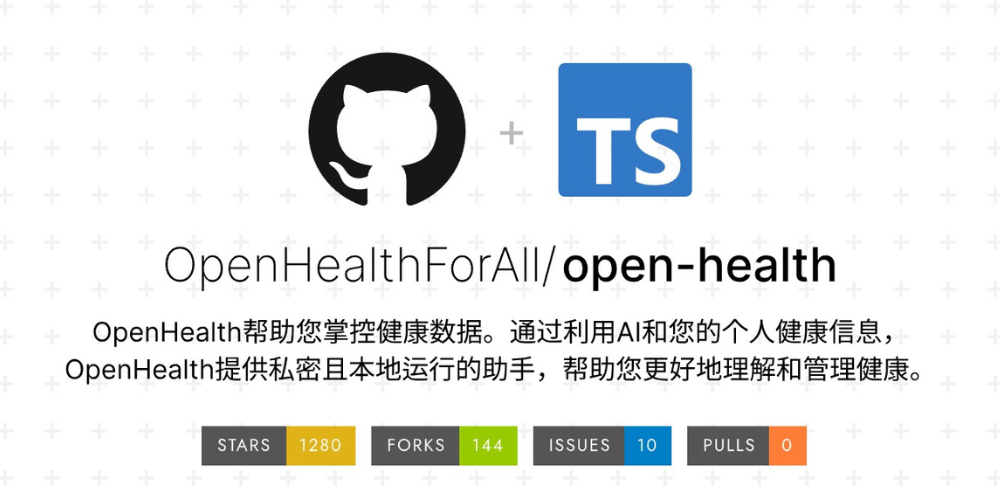 TS
OpenHealthForAll/open-health
OpenHealth帮助您掌控健康数据。通过利用AI和您的个人健康信息，
OpenHealth提供私密且本地运行的助手，帮助您更好地理解和管理健康。
STARS 1280 FORKS 144 ISSUES 10 PULLS 0